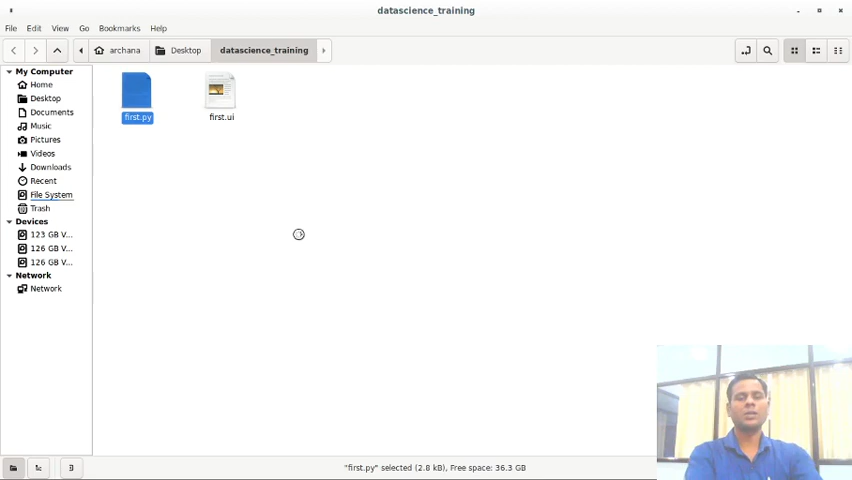 datascience_training
File Edit View Go Bookmarks Help
archana Desktop datascience_training
My Computer
Home
Desktop
Documents
Music
Pictures
Videos
Downloads
Recent
File System
Trash
Devices
123 GB V...
126 GB V...
126 GB V...
Network
Network
first.py first.ui
"first.py" selected (2.8 kB), Free space: 36.3 GB